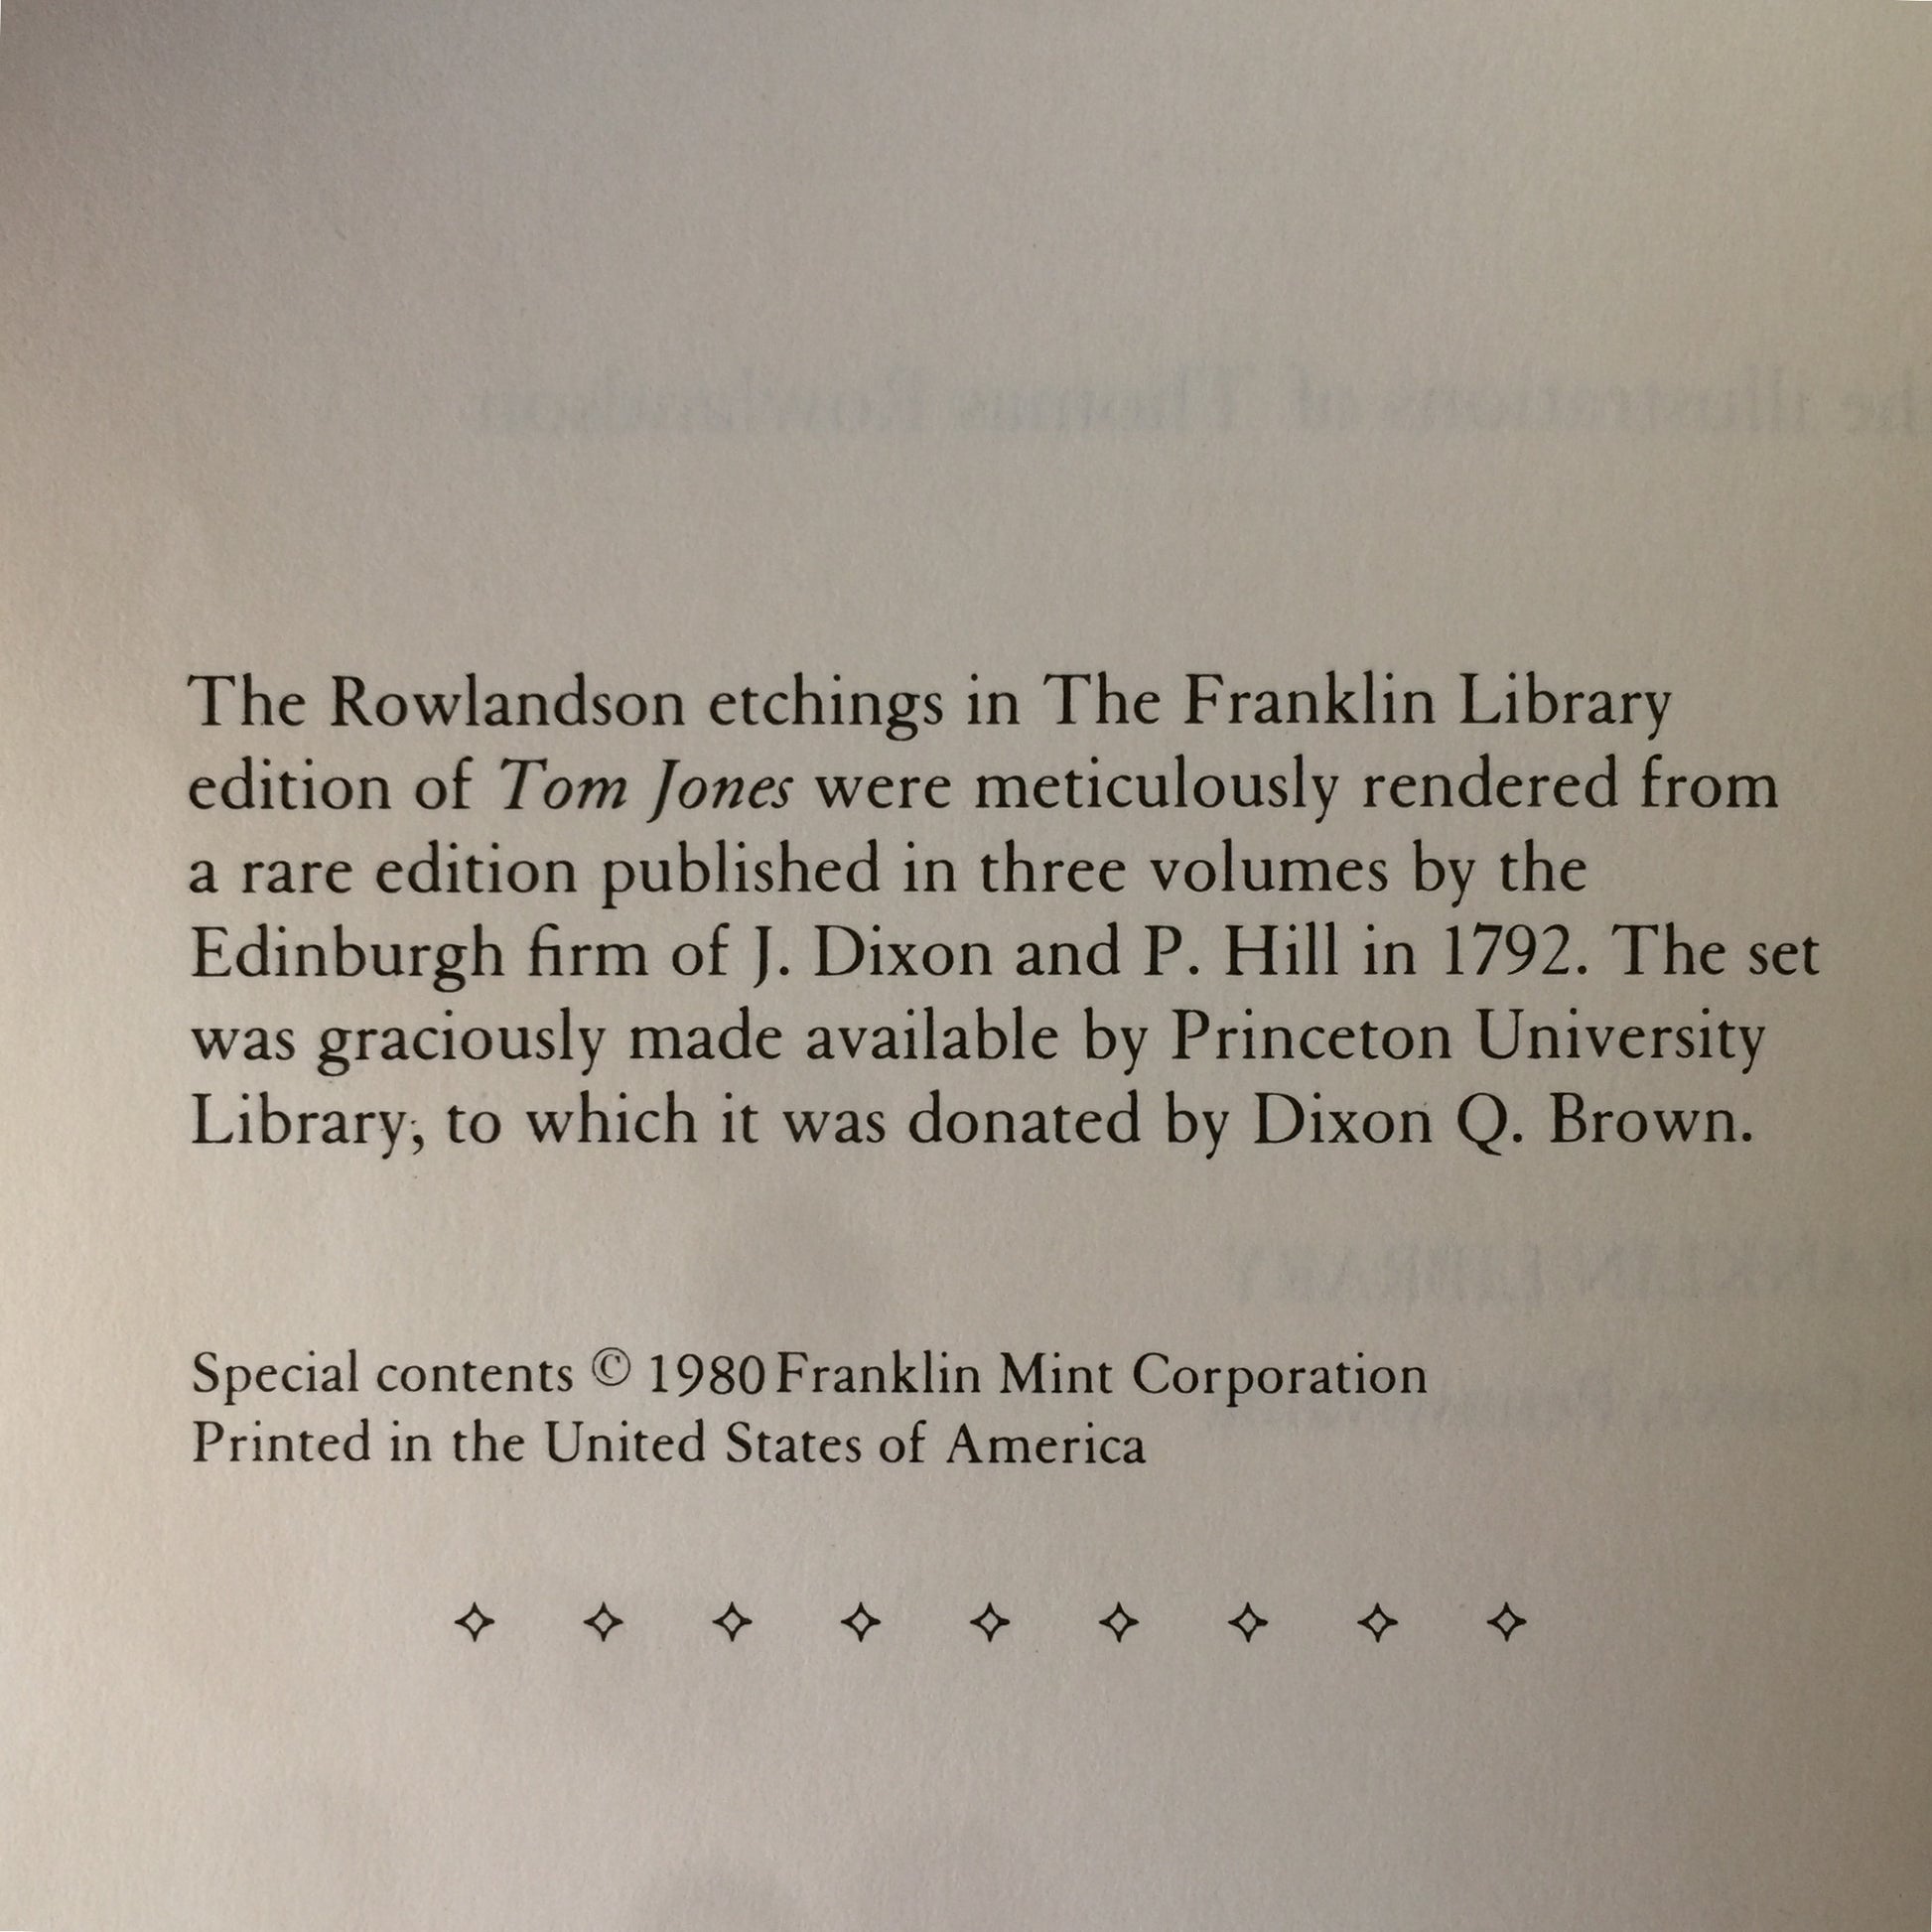 The Rowlandson etchings in The Franklin Library
edition of Tom Jones were meticulously rendered from
a rare edition published in three volumes by the
Edinburgh firm of J. Dixon and P. Hill in 1792. The set
was graciously made available by Princeton University
Library, to which it was donated by Dixon Q. Brown.
Special contents © 1980 Franklin Mint Corporation
Printed in the United States of America